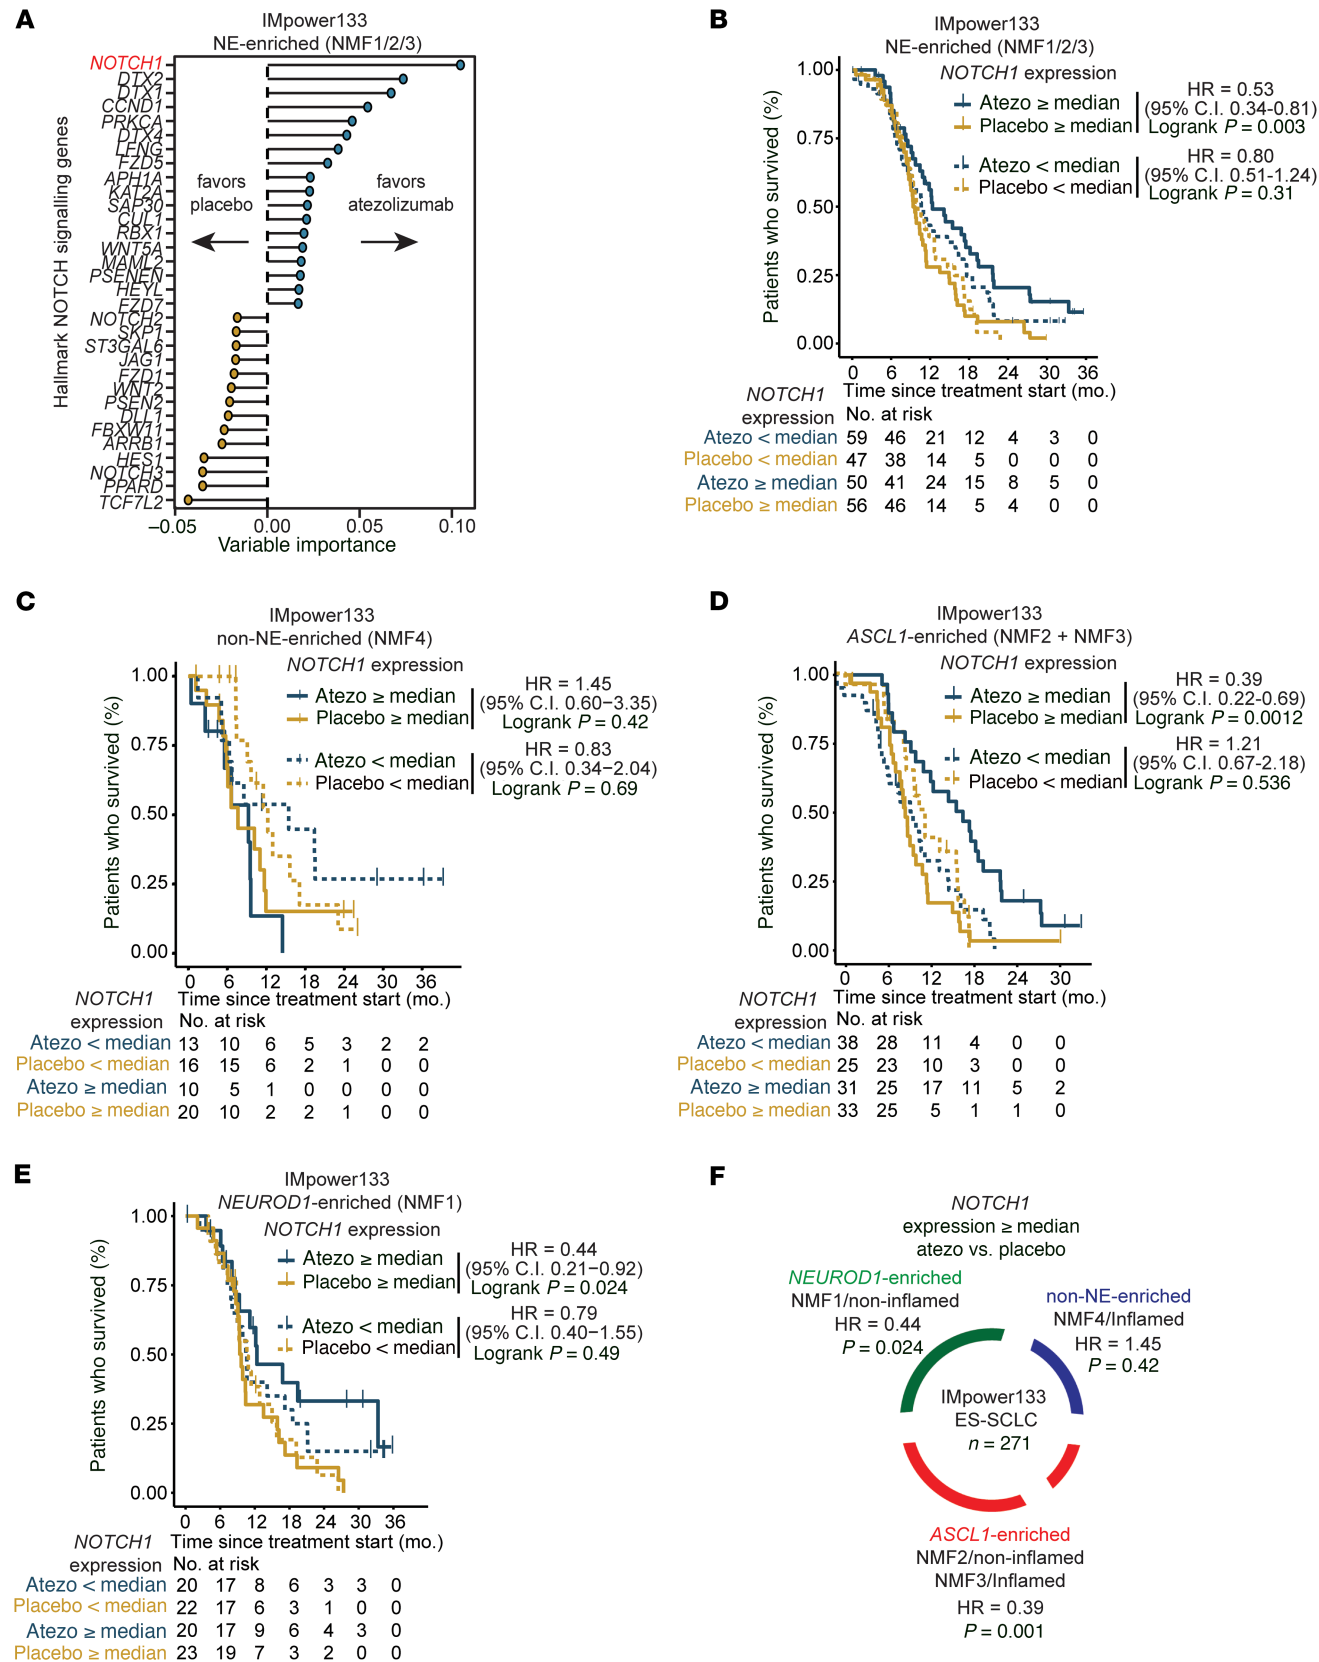 A
IMpower133
NE-enriched (NMF1/2/3)
Hallmark NOTCH signalling genes
NOTCH1
DTX2
DTX1
CCND1
PRKCA
DTX4
LFNG
FZD5
APH1A
KAT2A
SAP30
CUL1
RBX1
WNT5A
MAML2
PSENEN
HEYL
FZD7
NOTCH2
SKP1
ST3GAL6
JAG1
FZD1
WNT2
PSEN2
DLL1
FBXW11
ARRB1
HES1
NOTCH3
PPARD
TCF7L2
favors
placebo
favors
atezolizumab
−0.05 0.00 0.05 0.10
Variable importance
B
IMpower133
NE-enriched (NMF1/2/3)
NOTCH1 expression
Atezo ≥ median
Placebo ≥ median
HR = 0.53
(95% C.I. 0.34-0.81)
Logrank P = 0.003
Atezo < median
Placebo < median
HR = 0.80
(95% C.I. 0.51-1.24)
Logrank P = 0.31
Patients who survived (%)
1.00
0.75
0.50
0.25
0.00
0 6 12 18 24 30 36
Time since treatment start (mo.)
NOTCH1
expression
No. at risk
Atezo < median 59 46 21 12 4 3 0
Placebo < median 47 38 14 5 0 0 0
Atezo ≥ median 50 41 24 15 8 5 0
Placebo ≥ median 56 46 14 5 4 0 0
C
IMpower133
non-NE-enriched (NMF4)
NOTCH1 expression
Atezo ≥ median
Placebo ≥ median
HR = 1.45
(95% C.I. 0.60−3.35)
Logrank P = 0.42
Atezo < median
Placebo < median
HR = 0.83
(95% C.I. 0.34−2.04)
Logrank P = 0.69
Patients who survived (%)
1.00
0.75
0.50
0.25
0.00
0 6 12 18 24 30 36
Time since treatment start (mo.)
NOTCH1
expression
No. at risk
Atezo < median 13 10 6 5 3 2 2
Placebo < median 16 15 6 2 1 0 0
Atezo ≥ median 10 5 1 0 0 0 0
Placebo ≥ median 20 10 2 2 1 0 0
D
IMpower133
ASCL1-enriched (NMF2 + NMF3)
NOTCH1 expression
Atezo ≥ median
Placebo ≥ median
HR = 0.39
(95% C.I. 0.22-0.69)
Logrank P = 0.0012
Atezo < median
Placebo < median
HR = 1.21
(95% C.I. 0.67-2.18)
Logrank P = 0.536
Patients who survived (%)
1.00
0.75
0.50
0.25
0.00
0 6 12 18 24 30
Time since treatment start (mo.)
NOTCH1
expression
No. at risk
Atezo < median 38 28 11 4 0 0
Placebo < median 25 23 10 3 0 0
Atezo ≥ median 31 25 17 11 5 2
Placebo ≥ median 33 25 5 1 1 0
E
IMpower133
NEUROD1-enriched (NMF1)
NOTCH1 expression
Atezo ≥ median
Placebo ≥ median
HR = 0.44
(95% C.I. 0.21−0.92)
Logrank P = 0.024
Atezo < median
Placebo < median
HR = 0.79
(95% C.I. 0.40−1.55)
Logrank P = 0.49
Patients who survived (%)
1.00
0.75
0.50
0.25
0.00
0 6 12 18 24 30 36
Time since treatment start (mo.)
NOTCH1
expression
No. at risk
Atezo < median 20 17 8 6 3 3 0
Placebo < median 22 17 6 3 1 0 0
Atezo ≥ median 20 17 9 6 4 3 0
Placebo ≥ median 23 19 7 3 2 0 0
F
NOTCH1
expression ≥ median
atezo vs. placebo
NEUROD1-enriched
NMF1/non-inflamed
HR = 0.44
P = 0.024
non-NE-enriched
NMF4/Inflamed
HR = 1.45
P = 0.42
IMpower133
ES-SCLC
n = 271
ASCL1-enriched
NMF2/non-inflamed
NMF3/Inflamed
HR = 0.39
P = 0.001